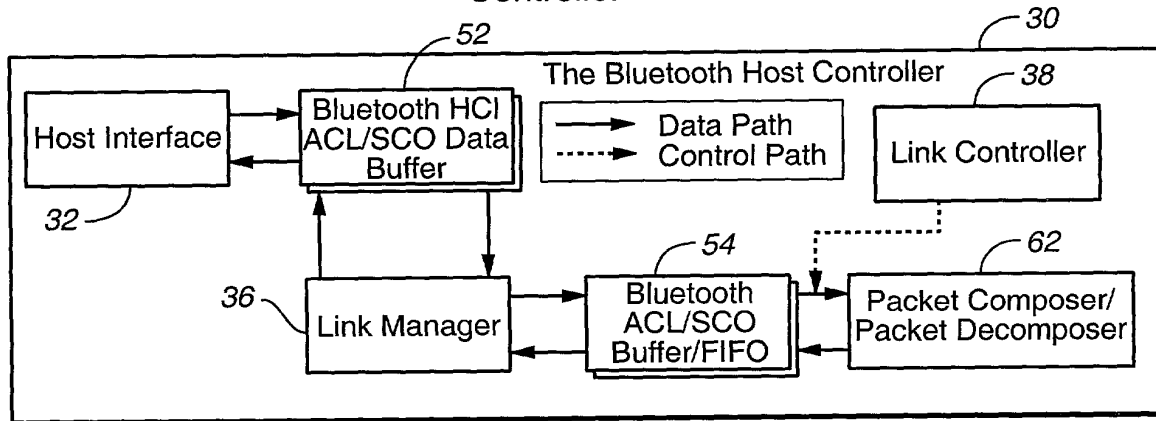 30
52
The Bluetooth Host Controller
38
Host Interface
Bluetooth HCI
ACL/SCO Data
Buffer
Data Path
Control Path
Link Controller
32
54
62
36
Link Manager
Bluetooth
ACL/SCO
Buffer/FIFO
Packet Composer/
Packet Decomposer